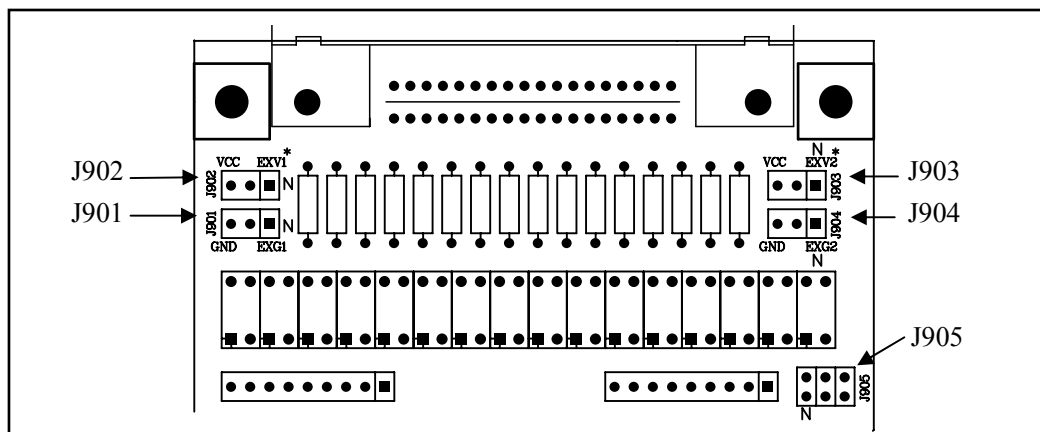 N
* *
VCC EXV1 VCC EXV2
J902 J902 N J903 J903
J901 J901 N J904 J904
GND EXG1 GND EXG2
N
J905
J905
N